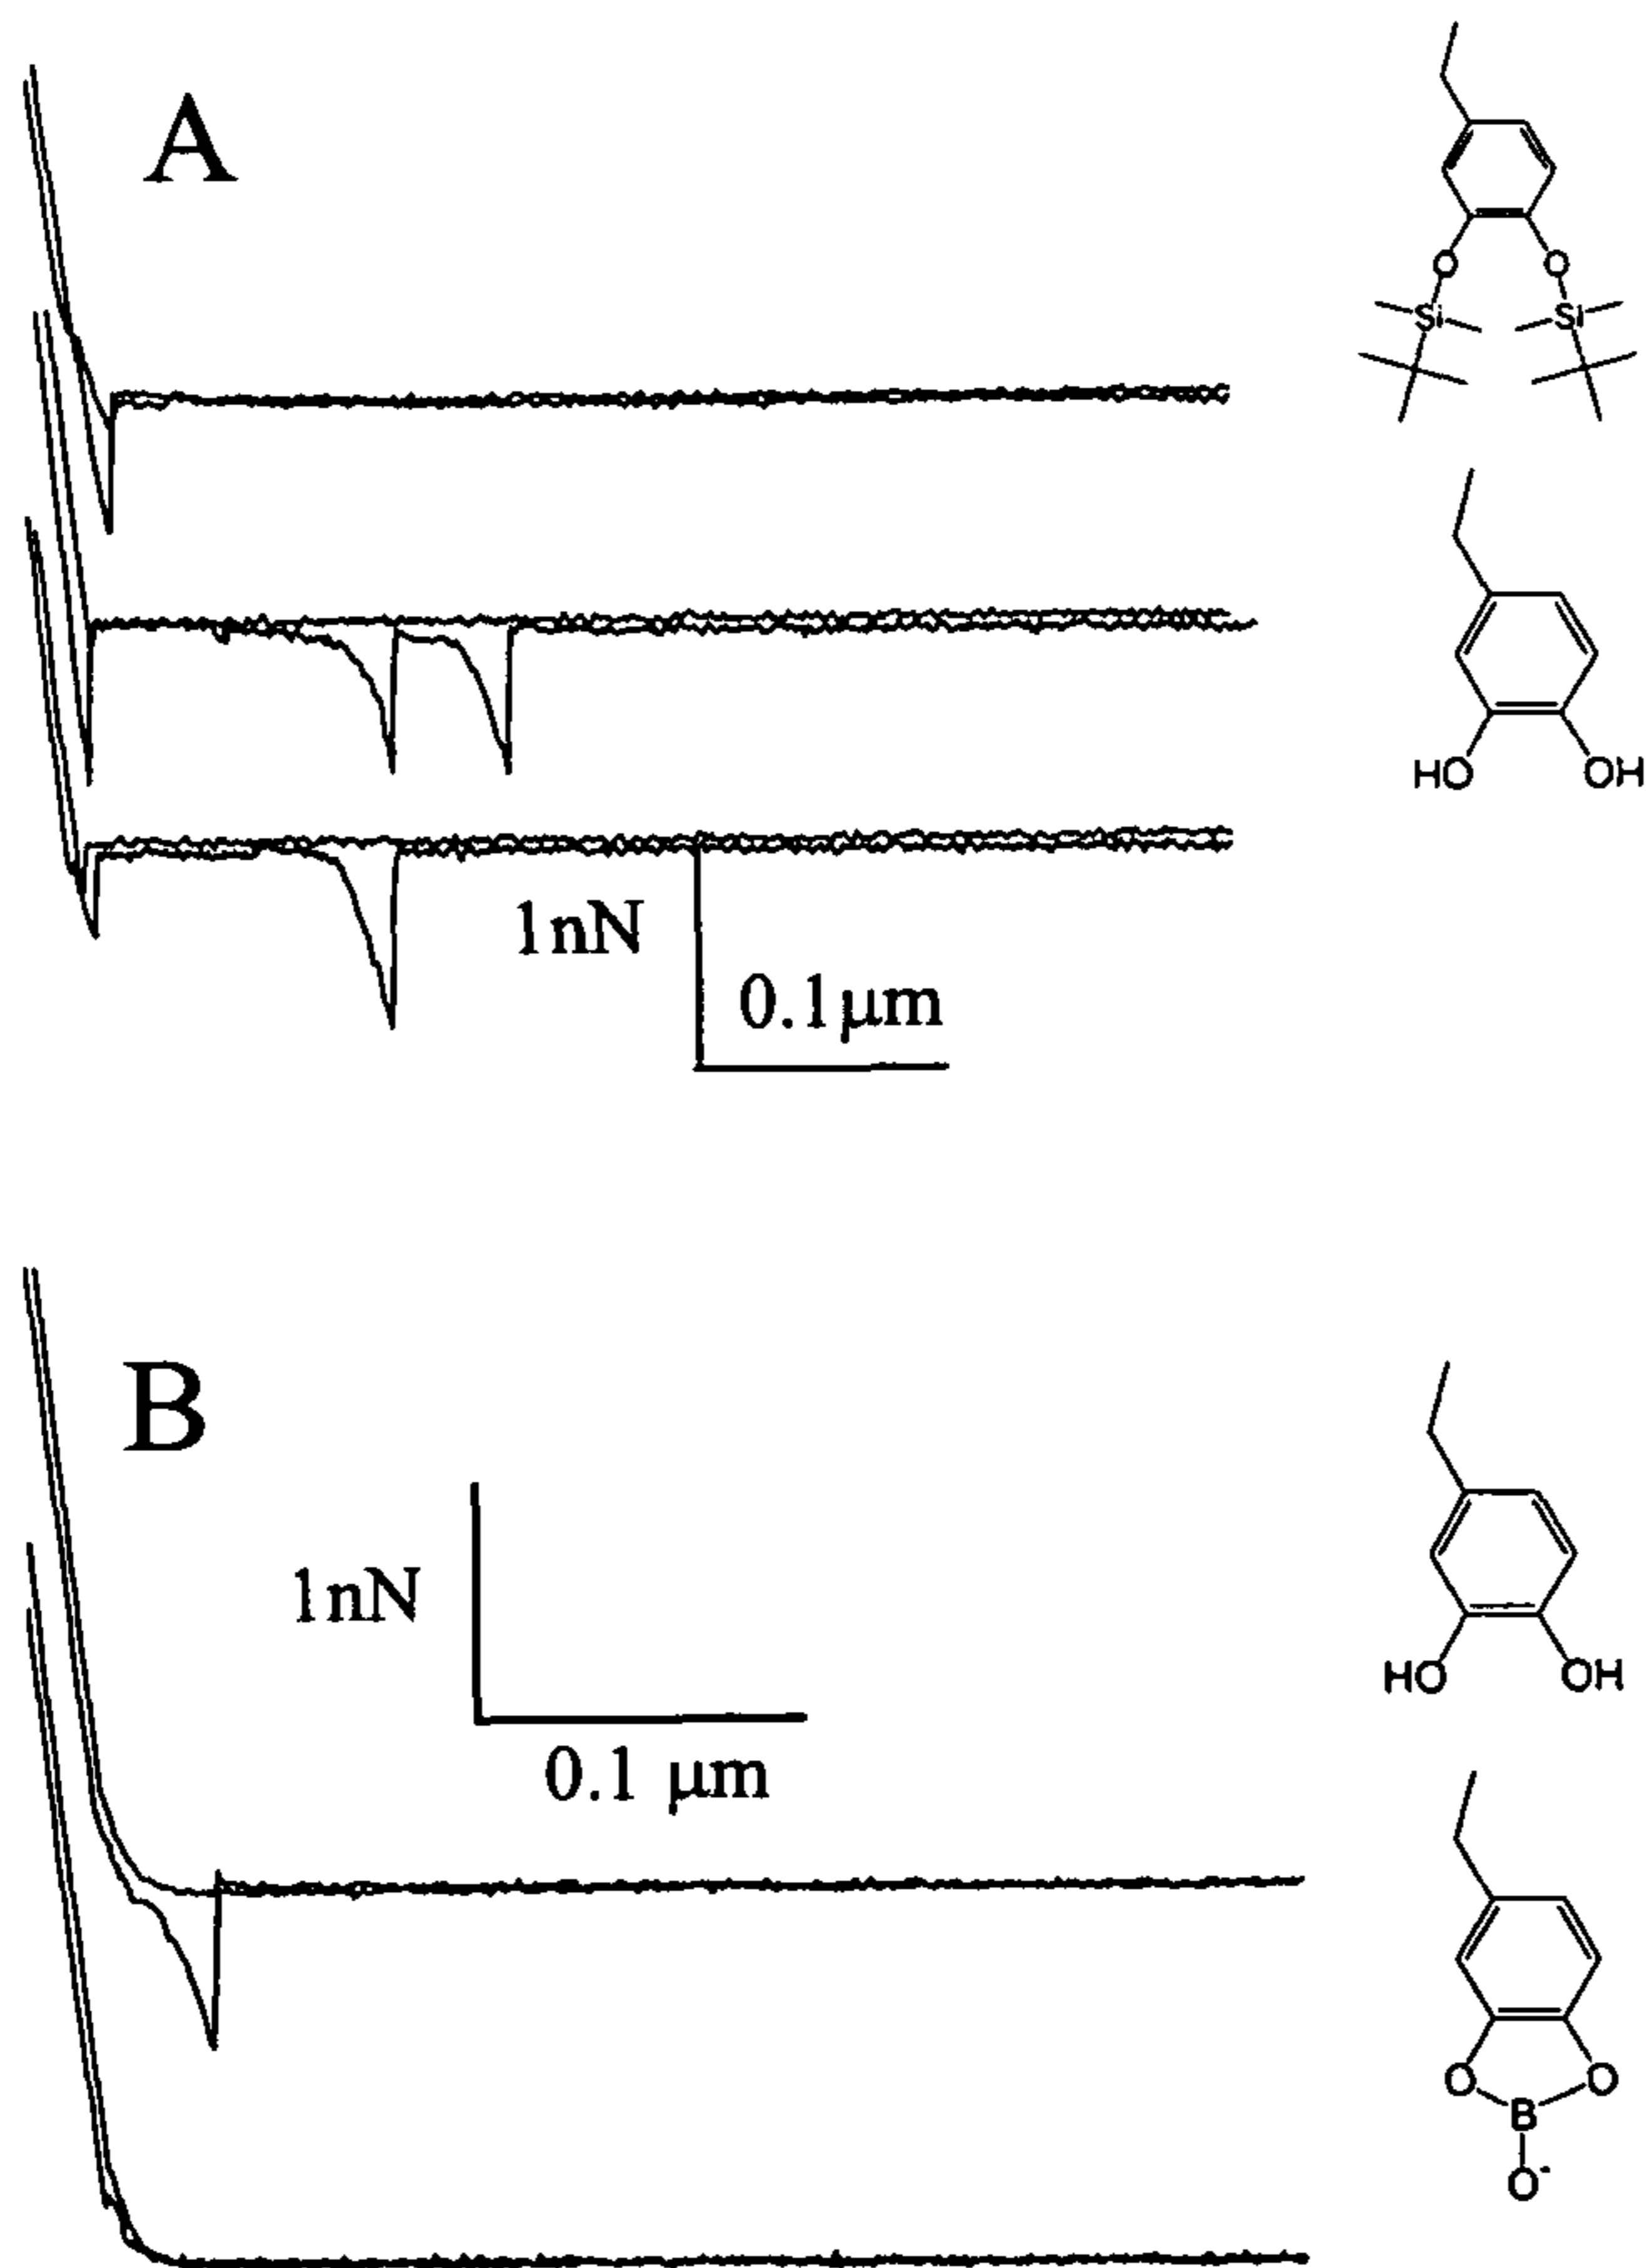 A
O O
Si Si
HO OH
1nN
0.1μm
B
1nN
0.1 μm
HO OH
O O
B
O-